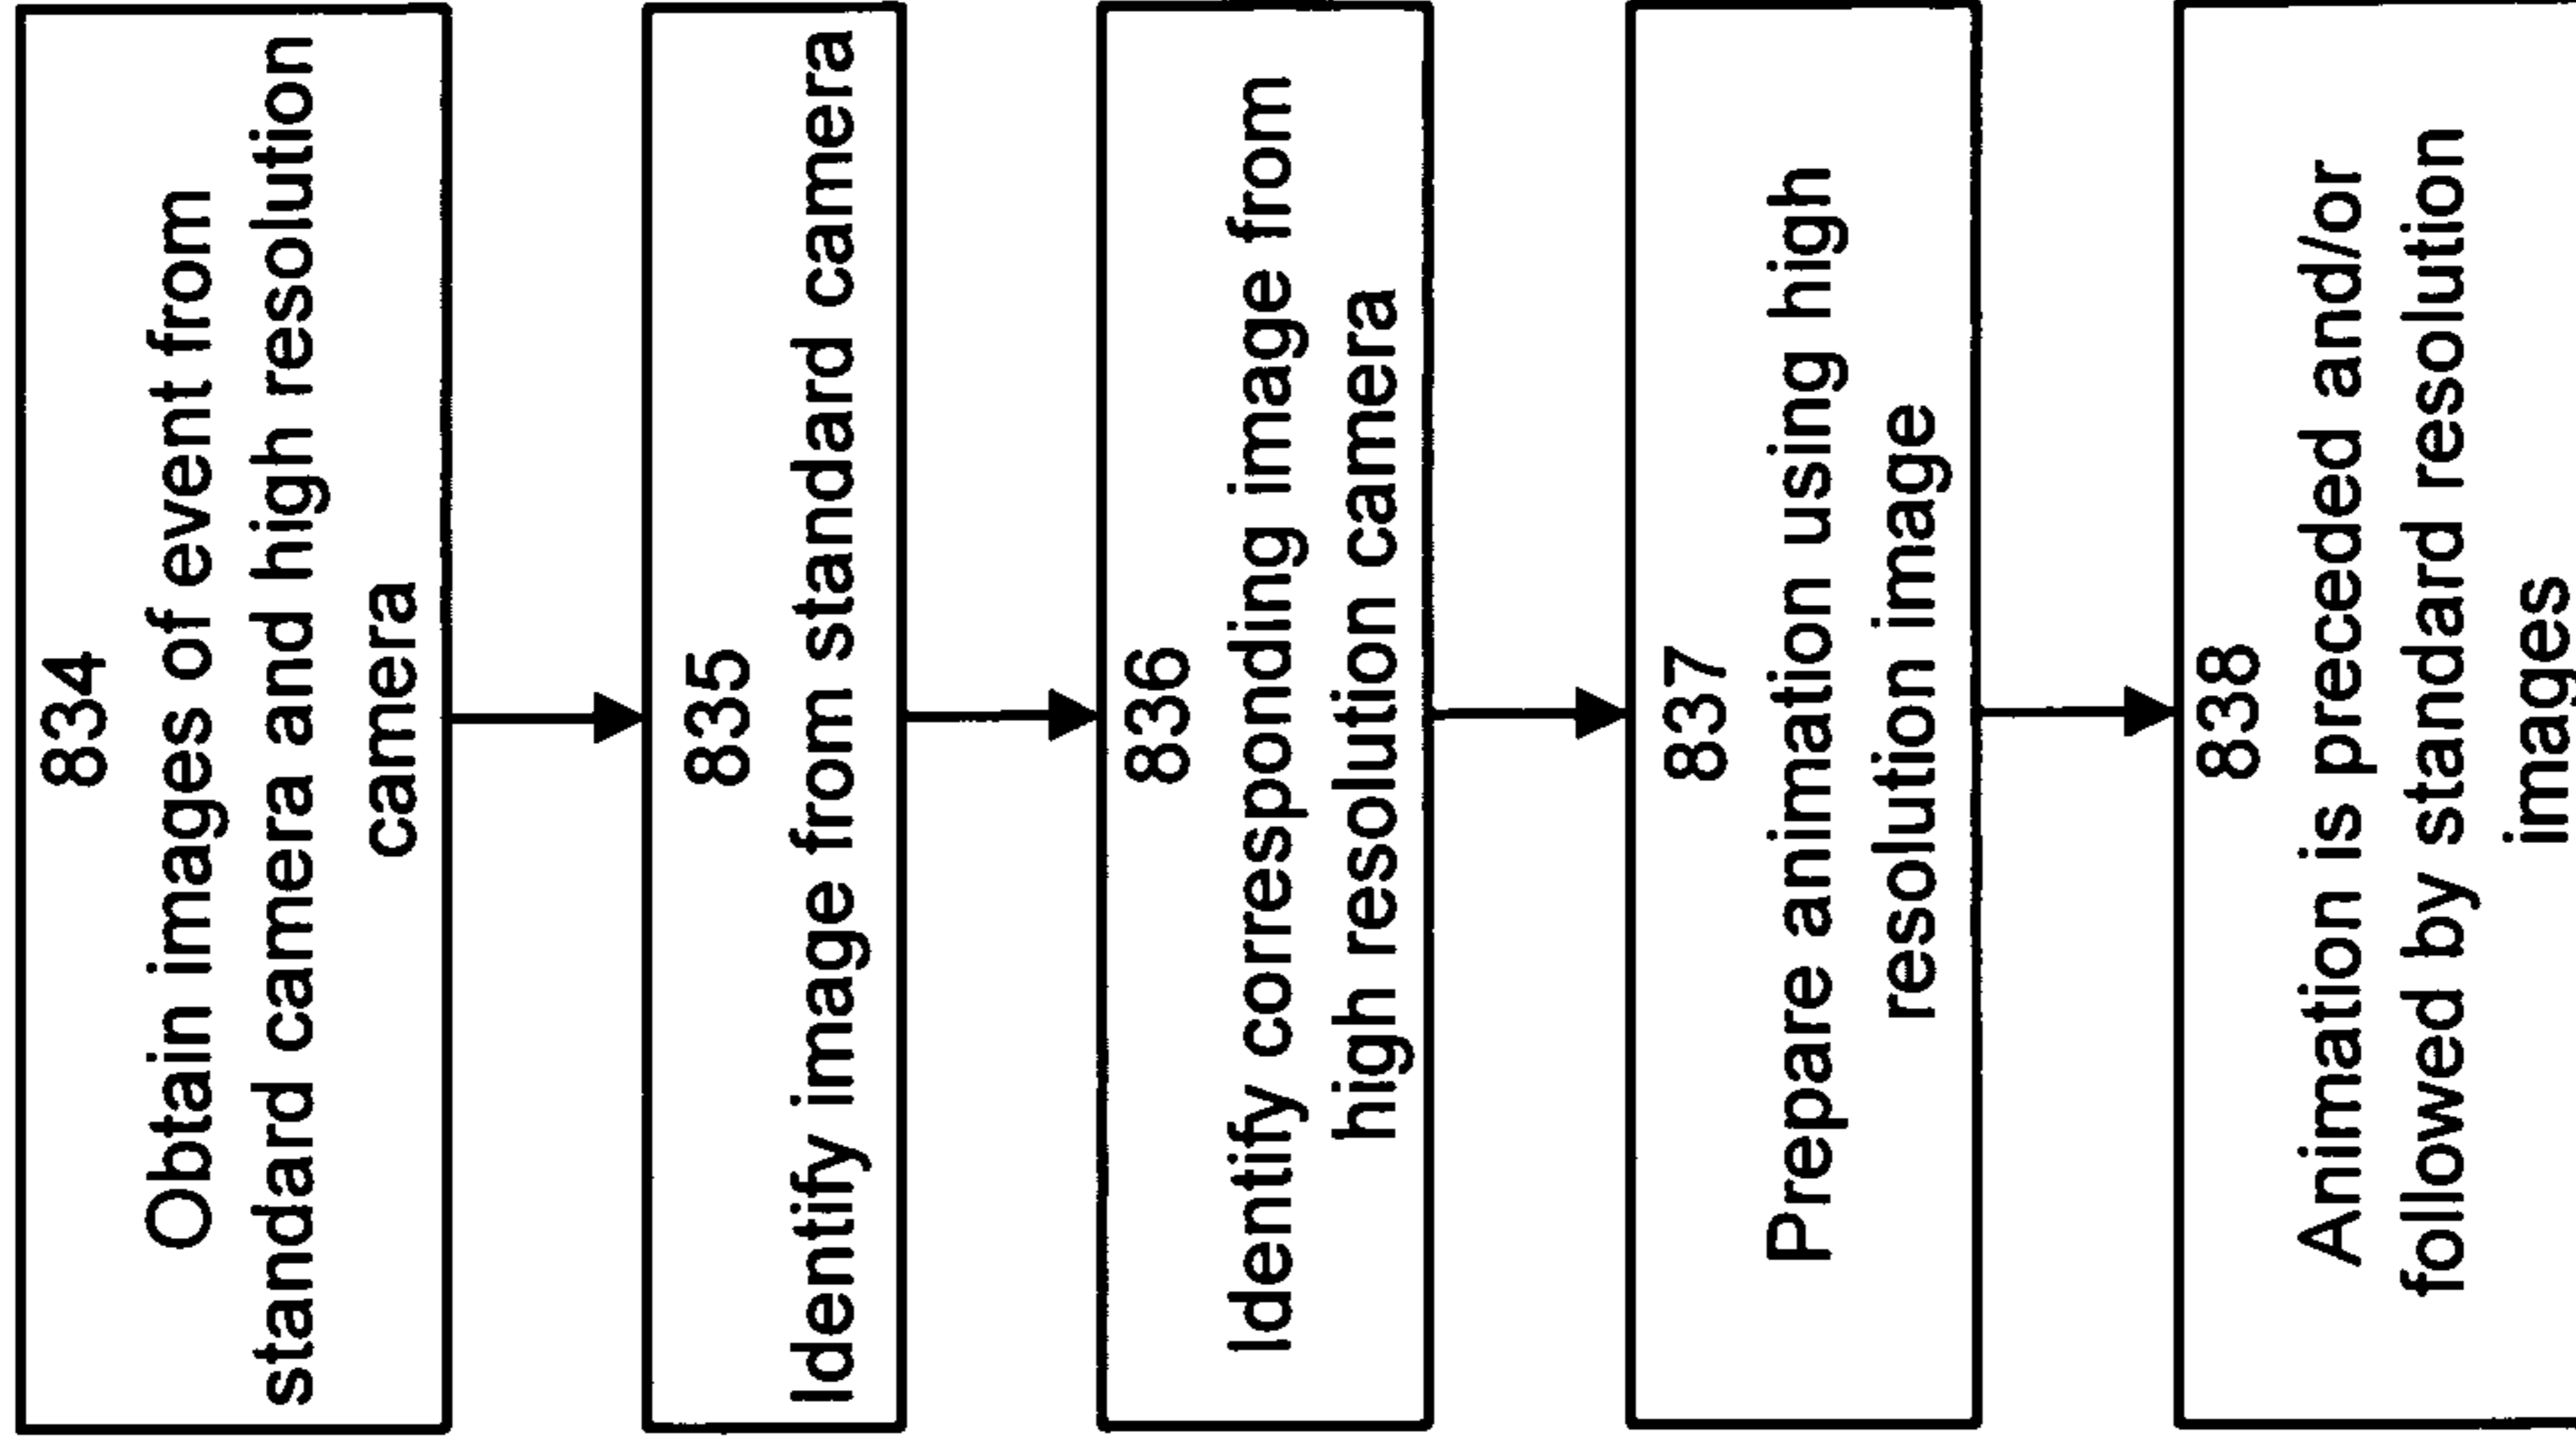 834
Obtain images of event from
standard camera and high resolution
camera
835
Identify image from standard camera
836
Identify corresponding image from
high resolution camera
837
Prepare animation using high
resolution image
838
Animation is preceded and/or
followed by standard resolution
images